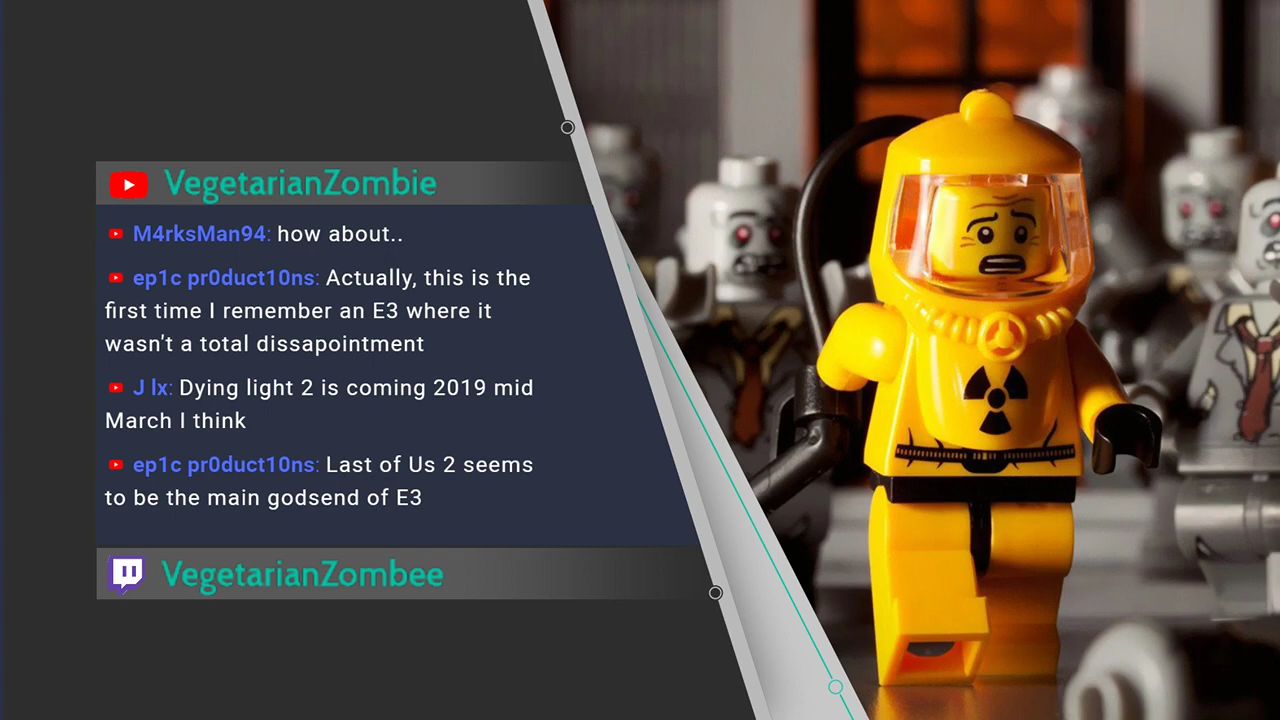 VegetarianZombie
M4rksMan94: how about..
ep1c pr0duct10ns: Actually, this is the
first time I remember an E3 where it
wasn't a total dissapointment
J lx: Dying light 2 is coming 2019 mid
March I think
ep1c pr0duct10ns: Last of Us 2 seems
to be the main godsend of E3
VegetarianZombee